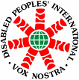 DISABLED PEOPLES' INTERNATIONAL
VOX NOSTRA